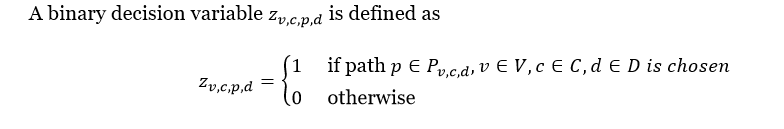 A binary decision variable z_{v,c,p,d} is defined as
z_{v,c,p,d} = { 1 if path p ∈ P_{v,c,d}, v ∈ V, c ∈ C, d ∈ D is chosen
0 otherwise